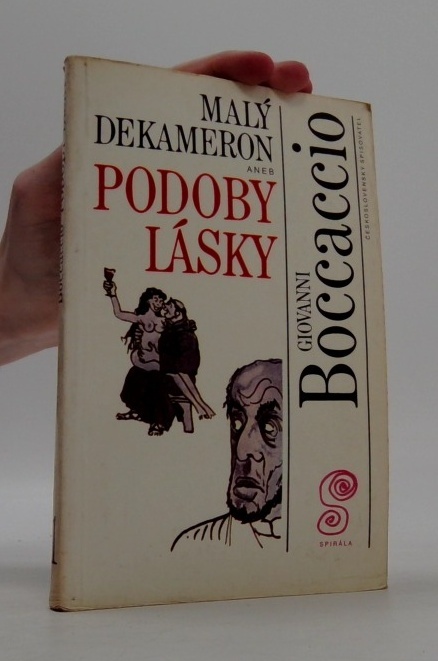 MALÝ
DEKAMERON
ANEB
PODOBY
LÁSKY
GIOVANNI
Boccaccio
ČESKOSLOVENSKÝ SPISOVATEL
SPIRÁLA